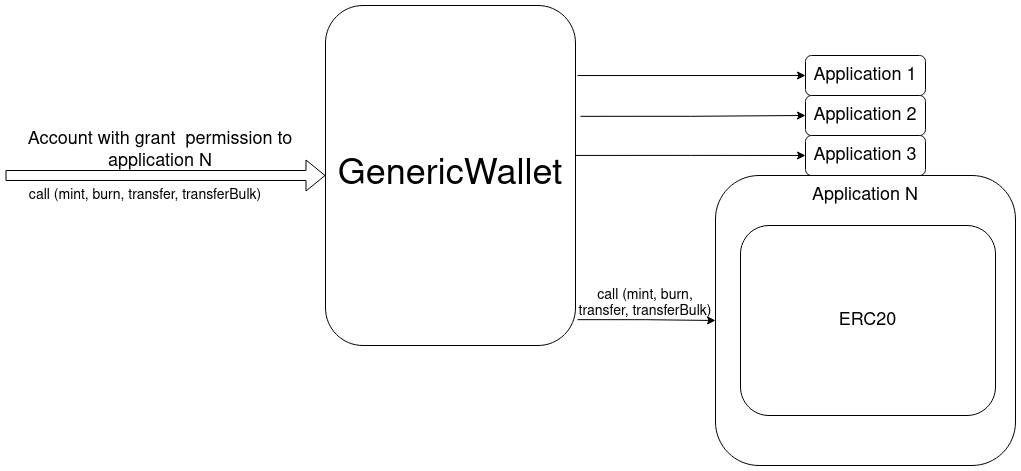 Account with grant  permission to
application N
call (mint, burn, transfer, transferBulk)
GenericWallet
Application 1
Application 2
Application 3
Application N
call (mint, burn,
transfer, transferBulk)
ERC20